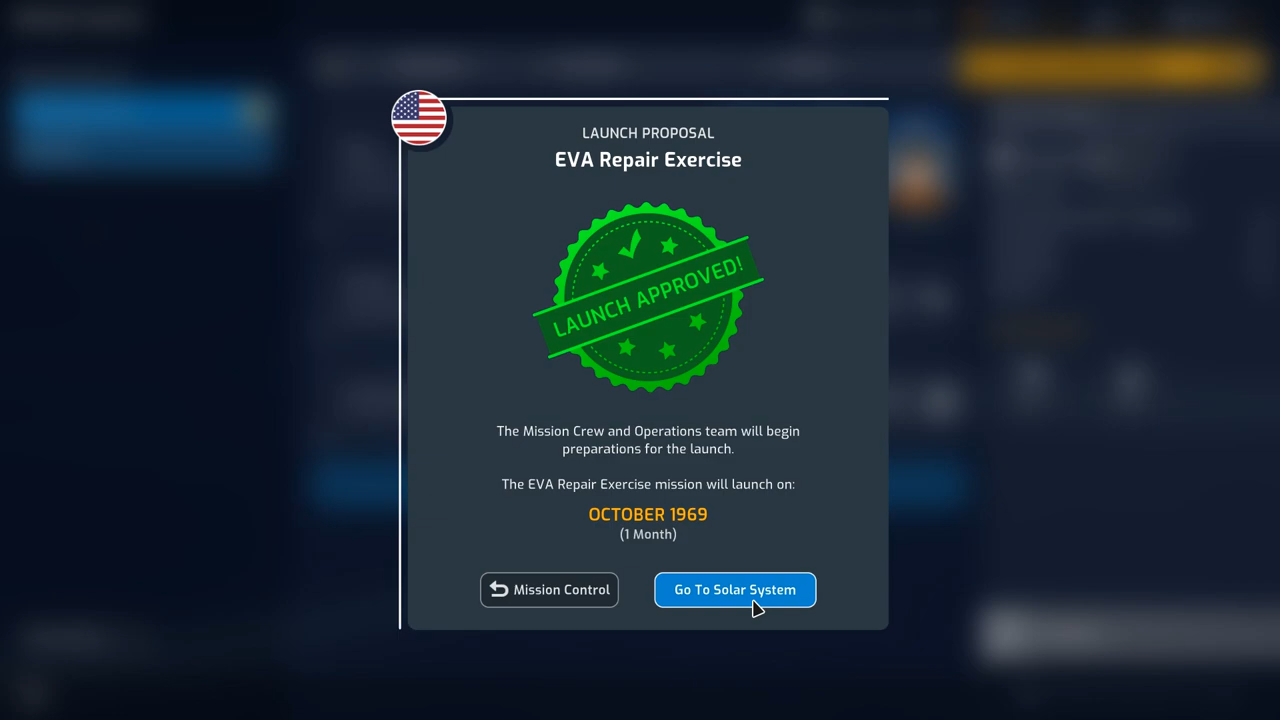 LAUNCH PROPOSAL
EVA Repair Exercise
LAUNCH APPROVED!
The Mission Crew and Operations team will begin
preparations for the launch.
The EVA Repair Exercise mission will launch on:
OCTOBER 1969
(1 Month)
Mission Control
Go To Solar System